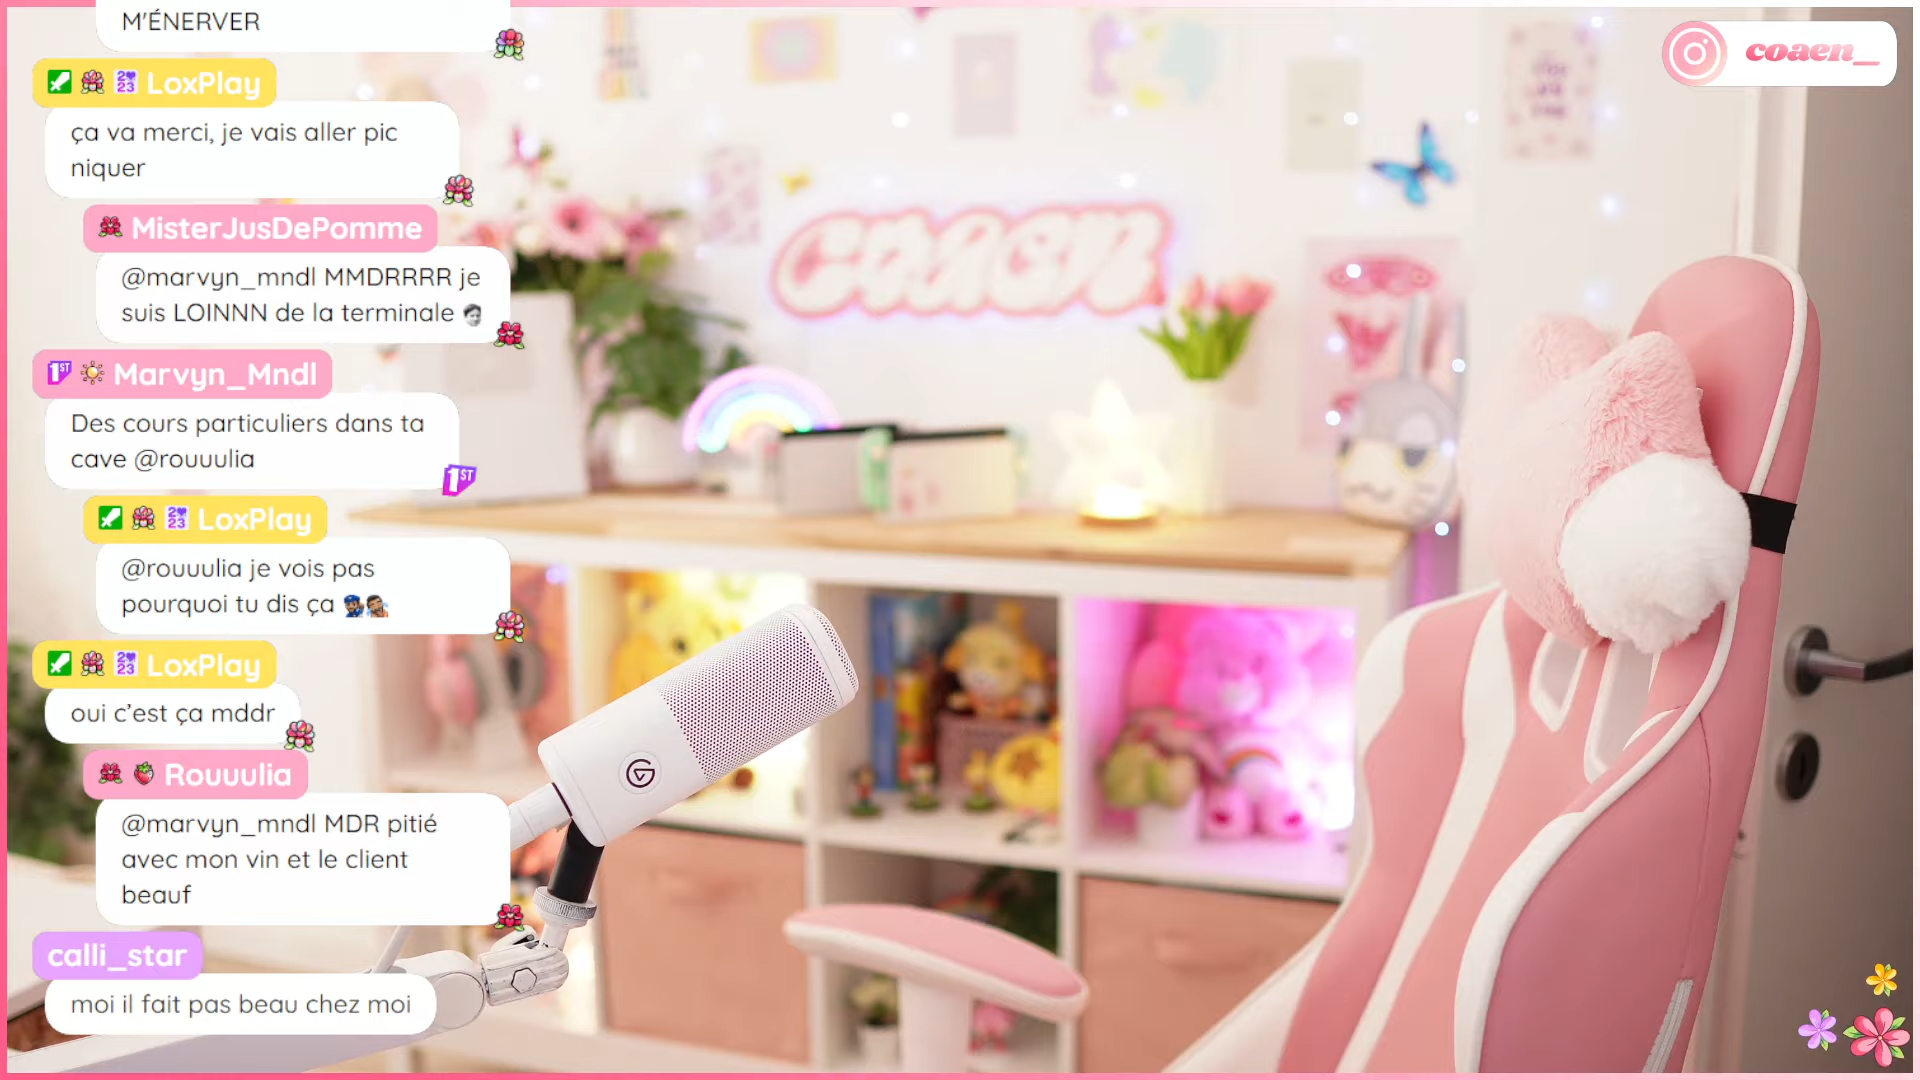 M'ÉNERVER
LoxPlay
ça va merci, je vais aller pic
niquer
MisterJusDePomme
@marvyn_mndl MMDRRRR je
suis LOINNN de la terminale
1ST Marvyn_Mndl
Des cours particuliers dans ta
cave @rouuulia
1ST
LoxPlay
@rouuulia je vois pas
pourquoi tu dis ça
LoxPlay
oui c'est ça mddr
Rouuulia
@marvyn_mndl MDR pitié
avec mon vin et le client
beauf
calli_star
moi il fait pas beau chez moi
coaen_
Coaen